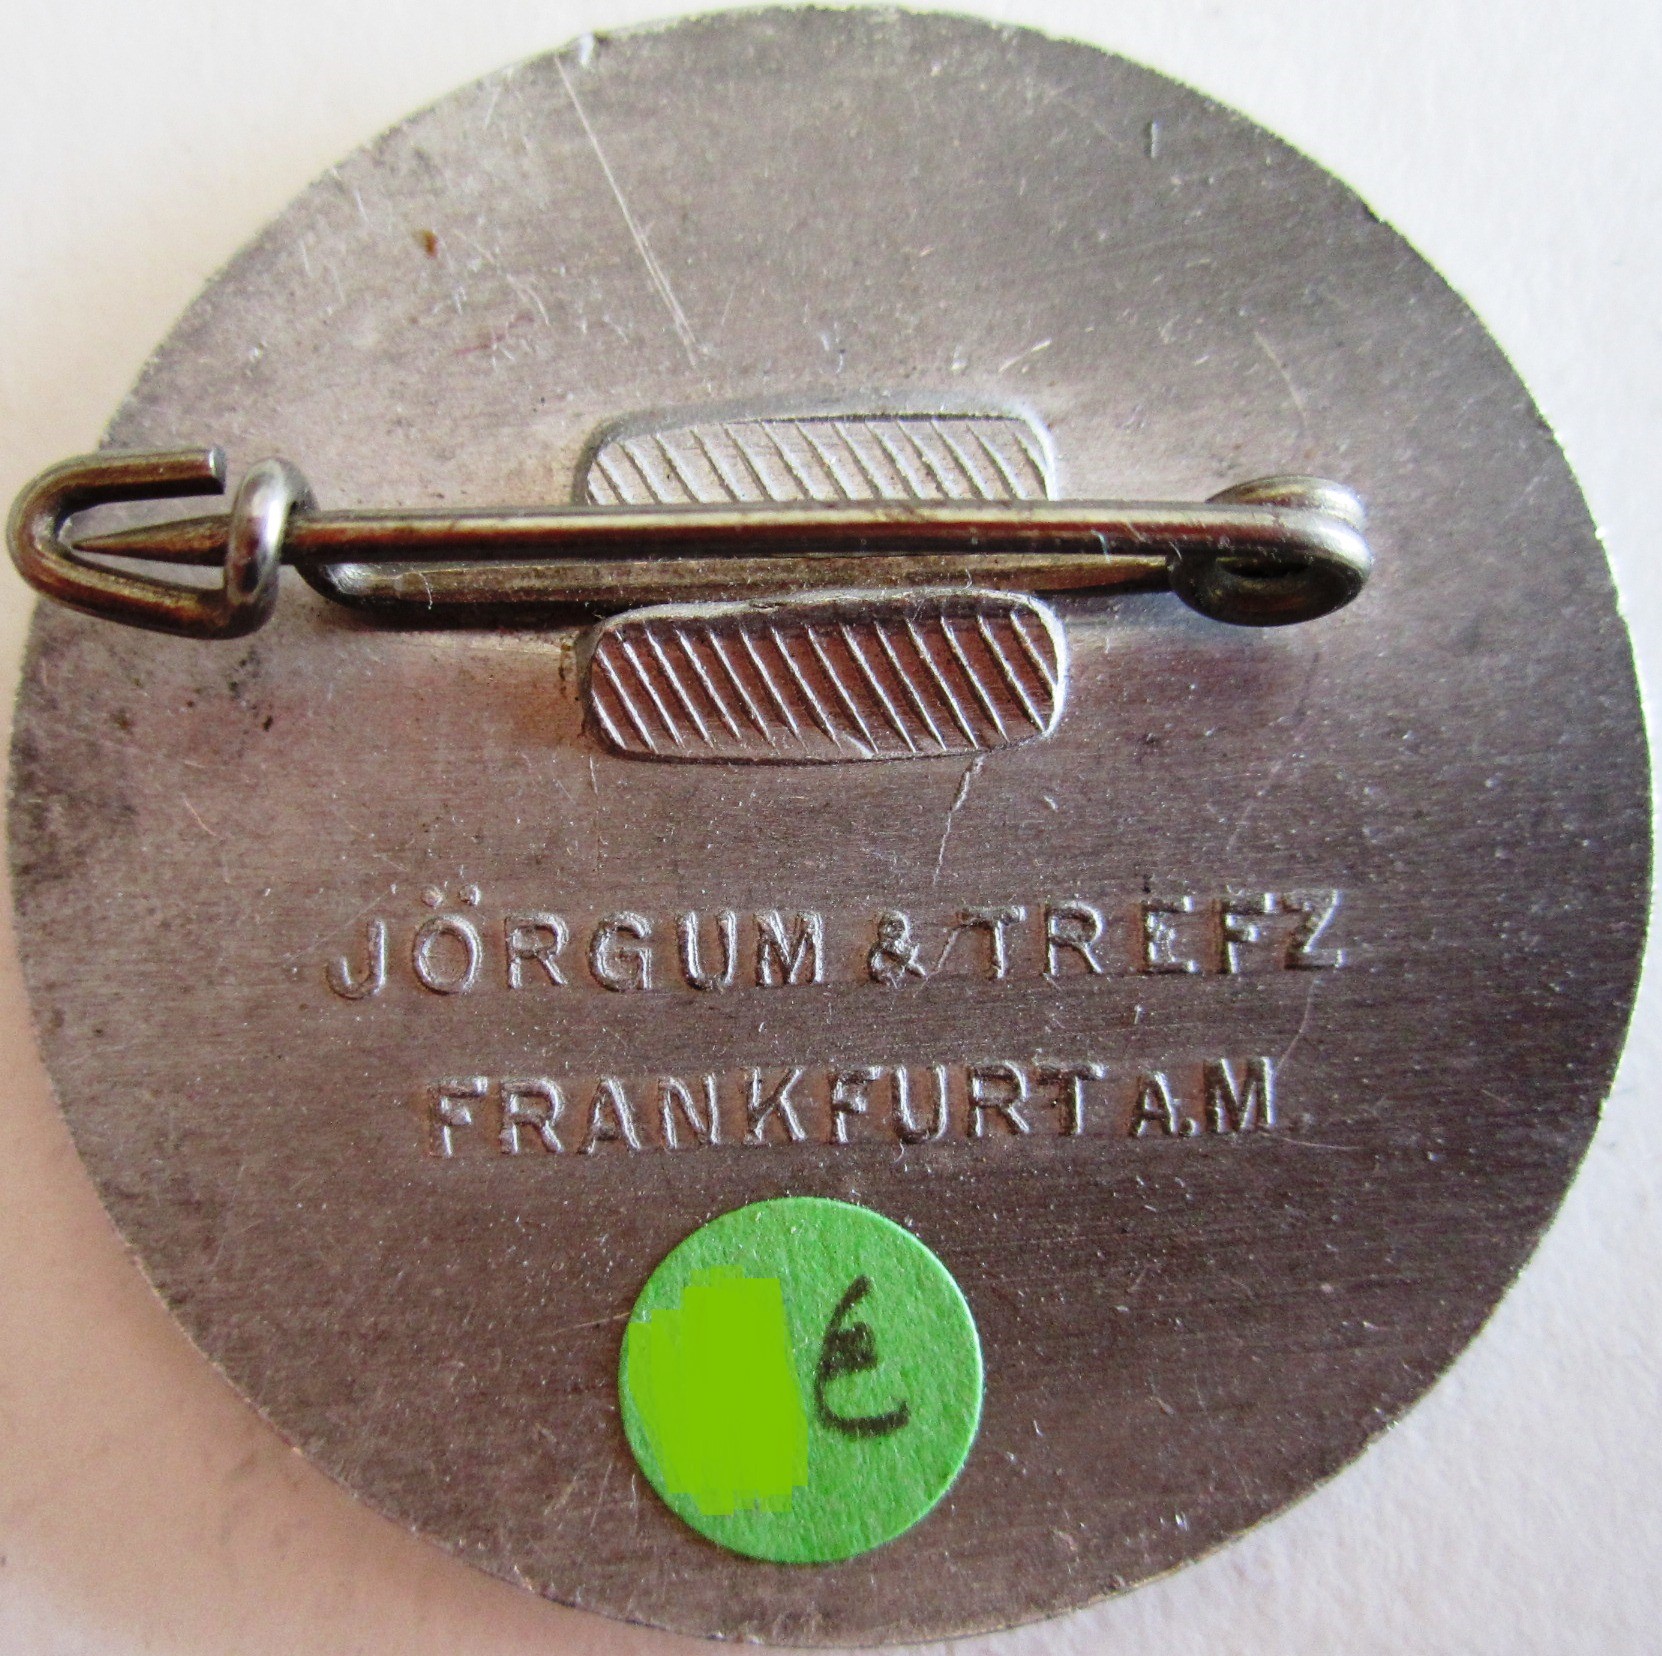 JÖRGUM & TREFZ
FRANKFURT A.M.